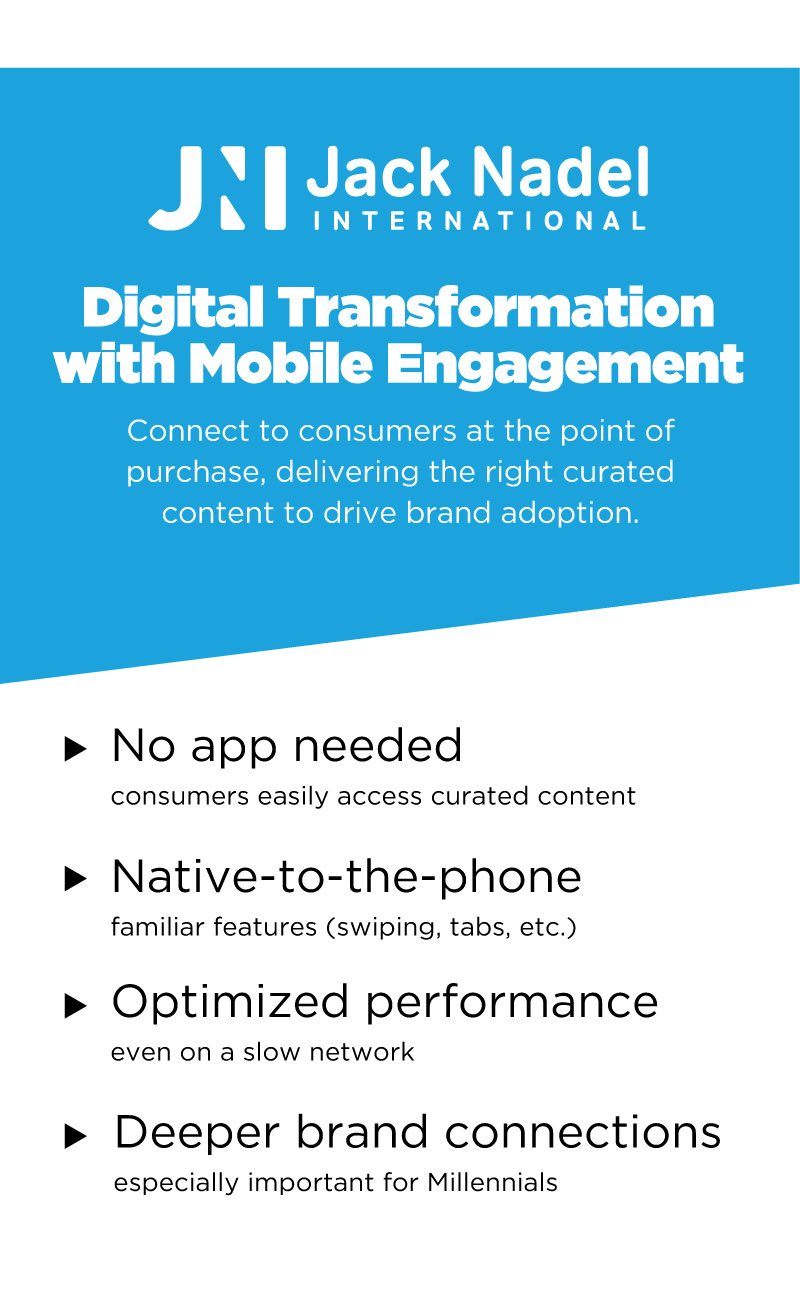 JN Jack Nadel
INTERNATIONAL
Digital Transformation
with Mobile Engagement
Connect to consumers at the point of
purchase, delivering the right curated
content to drive brand adoption.
No app needed
consumers easily access curated content
Native-to-the-phone
familiar features (swiping, tabs, etc.)
Optimized performance
even on a slow network
Deeper brand connections
especially important for Millennials